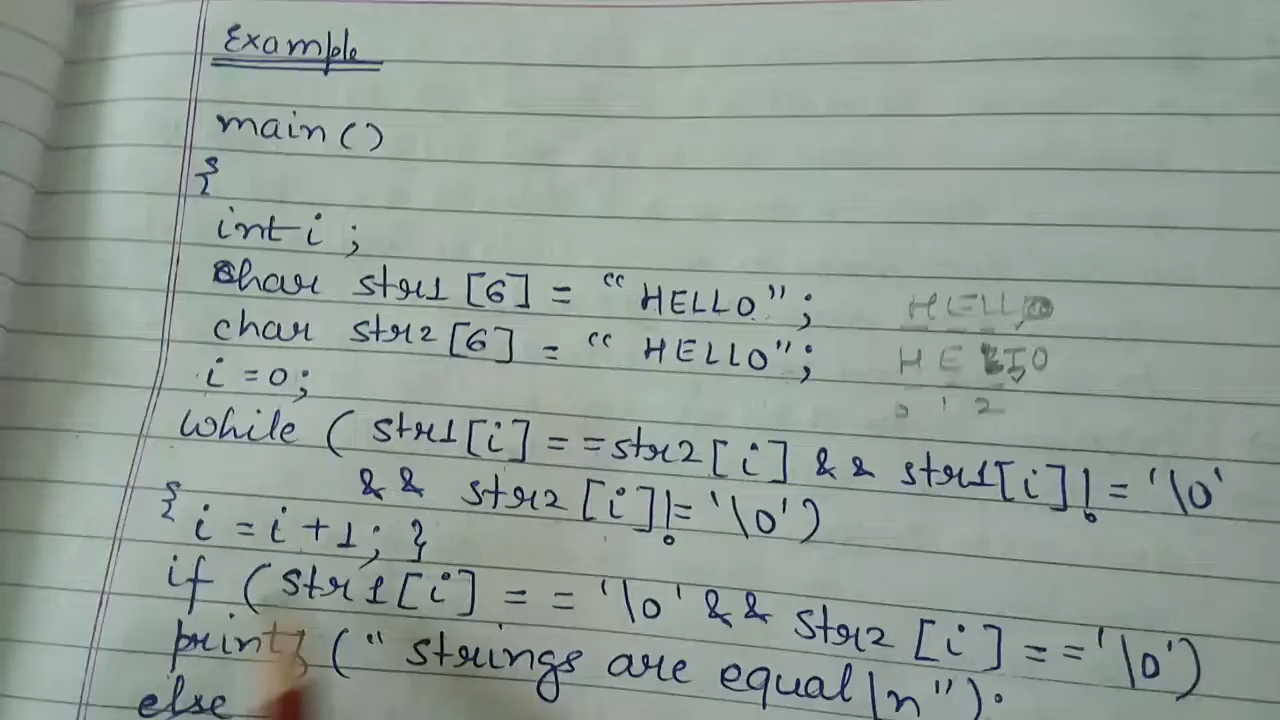 Example
main()
{
int i ;
char str1 [6] = "HELLO";
HELLO
char str2 [6] = "HELLO";
HE
i = 0;
0 1 2
while ( str1[i] = = str2[i] && str1[i] != '\0'
&& str2 [i] != '\0')
{ i = i + 1; }
if ( str1[i] = = '\0' && str2 [i] = = '\0')
printf (" strings are equal \n");
else